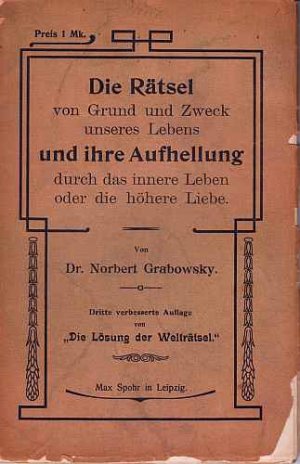 Preis 1 Mk.
Die Rätsel
von Grund und Zweck
unseres Lebens
und ihre Aufhellung
durch das innere Leben
oder die höhere Liebe.
Von
Dr. Norbert Grabowsky.
Dritte verbesserte Auflage
von
„Die Lösung der Welträtsel."
Max Spohr in Leipzig.